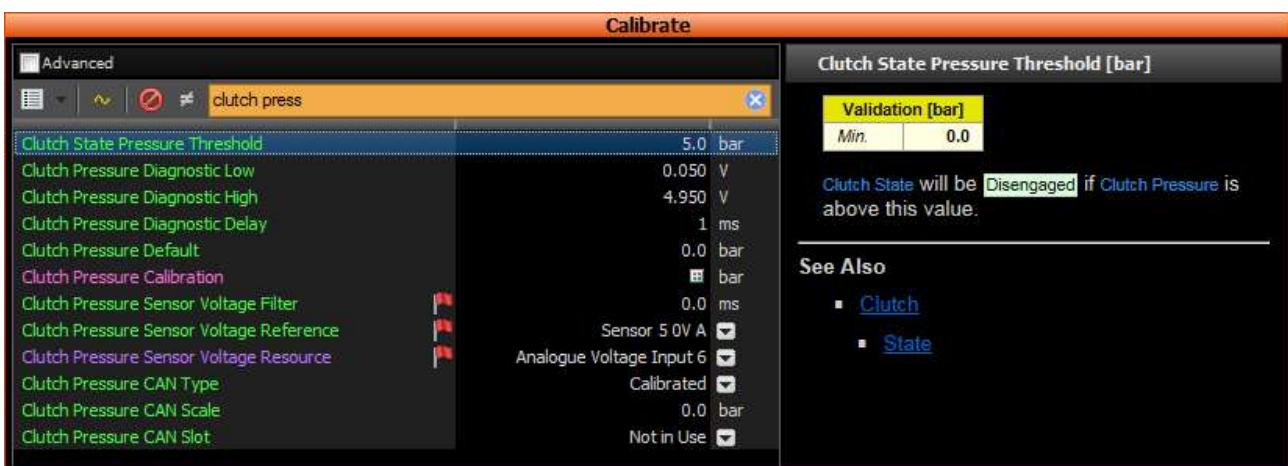 Calibrate
Advanced
clutch press
Clutch State Pressure Threshold 5.0 bar
Clutch Pressure Diagnostic Low 0.050 V
Clutch Pressure Diagnostic High 4.950 V
Clutch Pressure Diagnostic Delay 1 ms
Clutch Pressure Default 0.0 bar
Clutch Pressure Calibration bar
Clutch Pressure Sensor Voltage Filter 0.0 ms
Clutch Pressure Sensor Voltage Reference Sensor 5 0V A
Clutch Pressure Sensor Voltage Resource Analogue Voltage Input 6
Clutch Pressure CAN Type Calibrated
Clutch Pressure CAN Scale 0.0 bar
Clutch Pressure CAN Slot Not in Use
Clutch State Pressure Threshold [bar]
Validation [bar]
Min. 0.0
Clutch State will be Disengaged if Clutch Pressure is
above this value.
See Also
Clutch
State